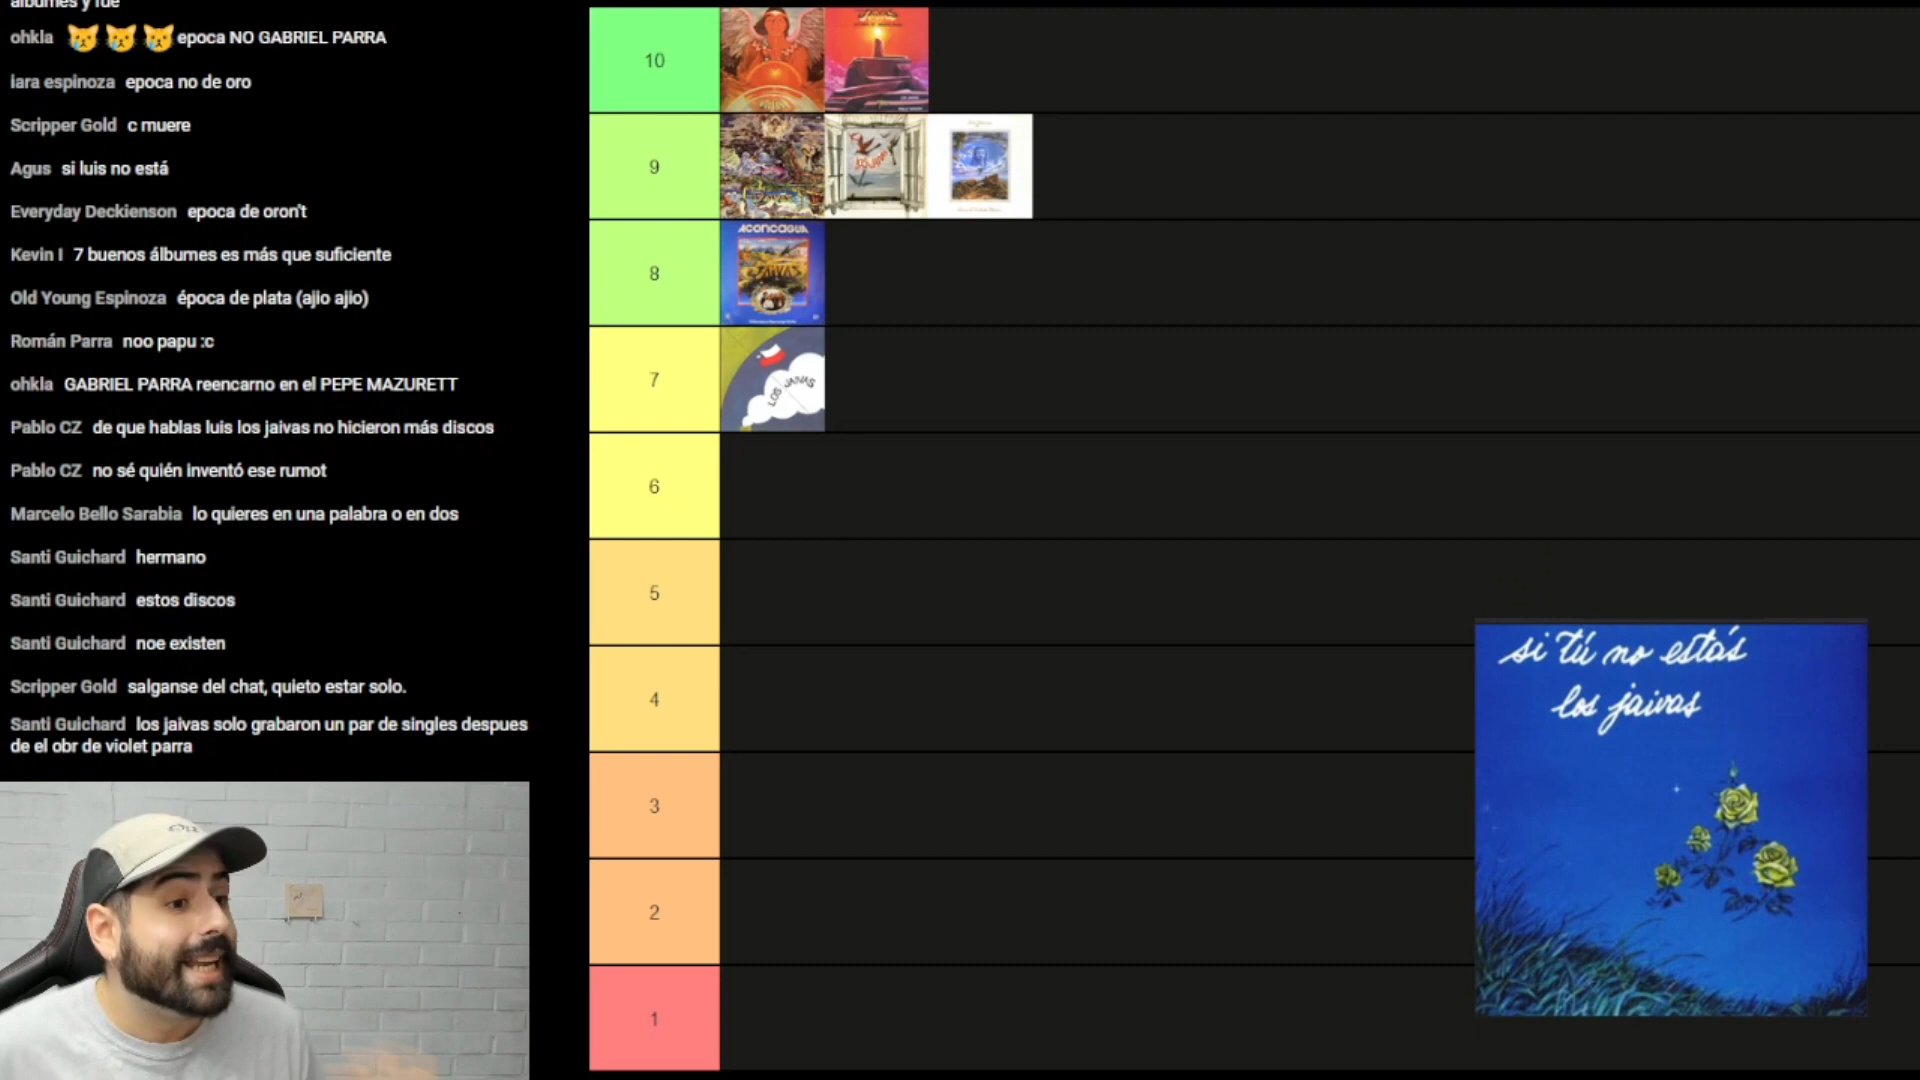 álbumes y fue
ohkla epoca NO GABRIEL PARRA
iara espinoza epoca no de oro
Scripper Gold c muere
Agus si luis no está
Everyday Deckienson epoca de oron't
Kevin I 7 buenos álbumes es más que suficiente
Old Young Espinoza época de plata (ajio ajio)
Román Parra noo papu :c
ohkla GABRIEL PARRA reencarno en el PEPE MAZURETT
Pablo CZ de que hablas luis los jaivas no hicieron más discos
Pablo CZ no sé quién inventó ese rumot
Marcelo Bello Sarabia lo quieres en una palabra o en dos
Santi Guichard hermano
Santi Guichard estos discos
Santi Guichard noe existen
Scripper Gold salganse del chat, quieto estar solo.
Santi Guichard los jaivas solo grabaron un par de singles despues
de el obr de violet parra
10
9
8
ACONCAGUA
JAIVAS
7
LOS JAIVAS
6
5
4
3
2
1
si tú no estás
los jaivas